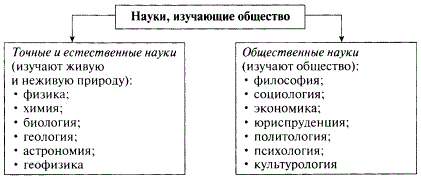 Науки, изучающие общество
Точные и естественные науки
(изучают живую
и неживую природу):
• физика;
• химия;
• биология;
• геология;
• астрономия;
• геофизика
Общественные науки
(изучают общество):
• философия;
• социология;
• экономика;
• юриспруденция;
• политология;
• психология;
• культурология